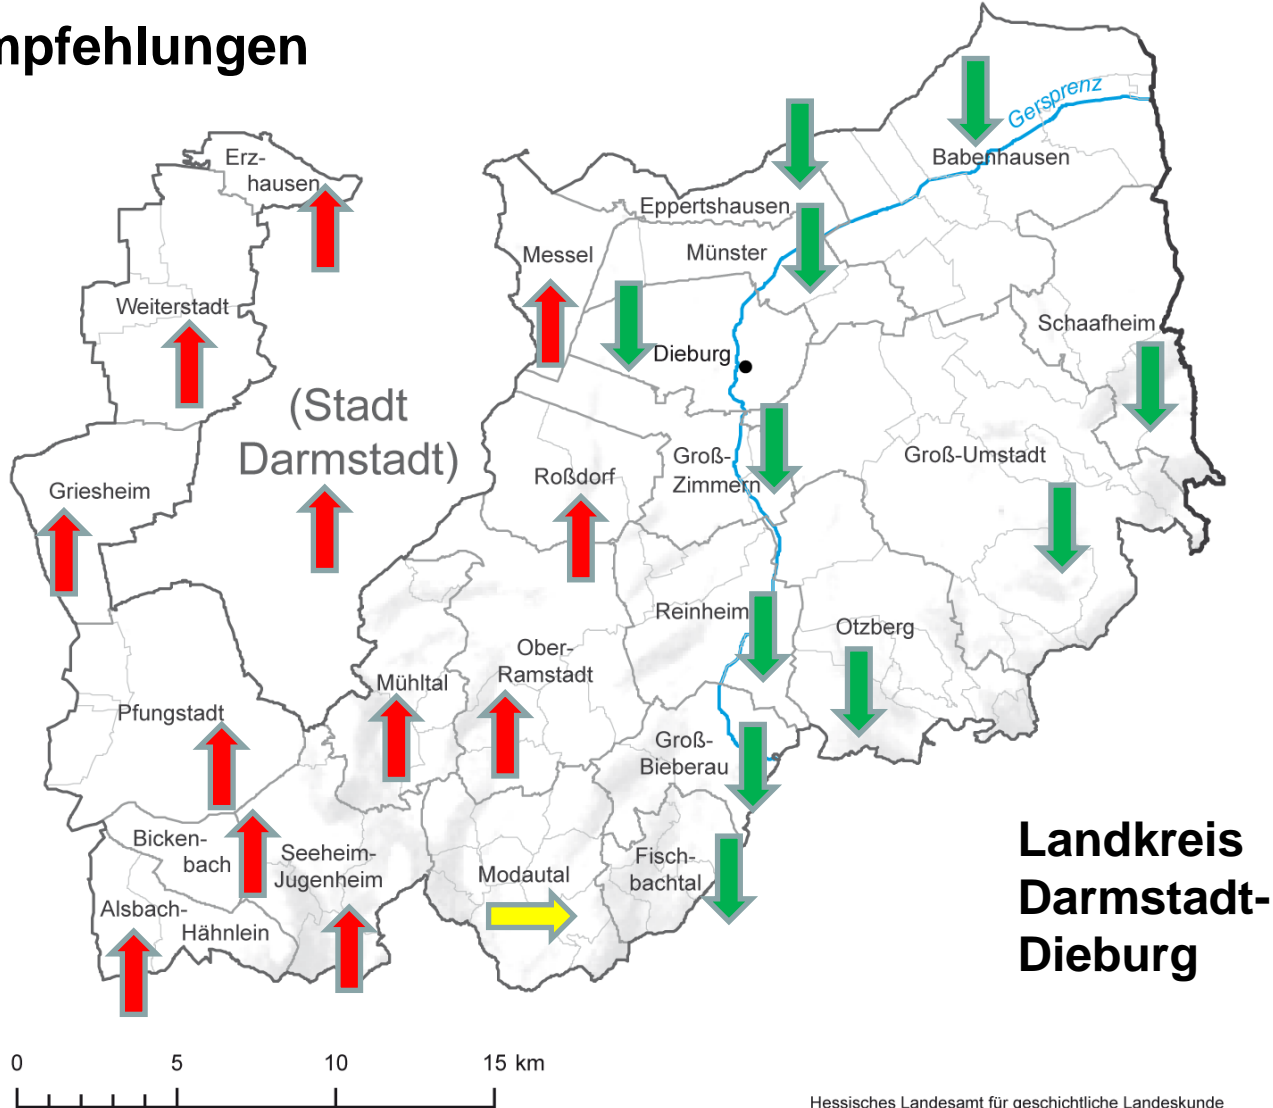 mpfehlungen
Gersprenz
Babenhausen
Erz-
hausen
Eppertshausen
Messel
Münster
Weiterstadt
Schaafheim
Dieburg
(Stadt
Darmstadt)
Groß-
Zimmern
Groß-Umstadt
Roßdorf
Griesheim
Reinheim
Otzberg
Ober-
Ramstadt
Mühltal
Pfungstadt
Groß-
Bieberau
Bicken-
bach
Seeheim-
Jugenheim
Modautal
Fisch-
bachtal
Alsbach-
Hähnlein
Landkreis
Darmstadt-
Dieburg
0 5 10 15 km
Hessisches Landesamt für geschichtliche Landeskunde